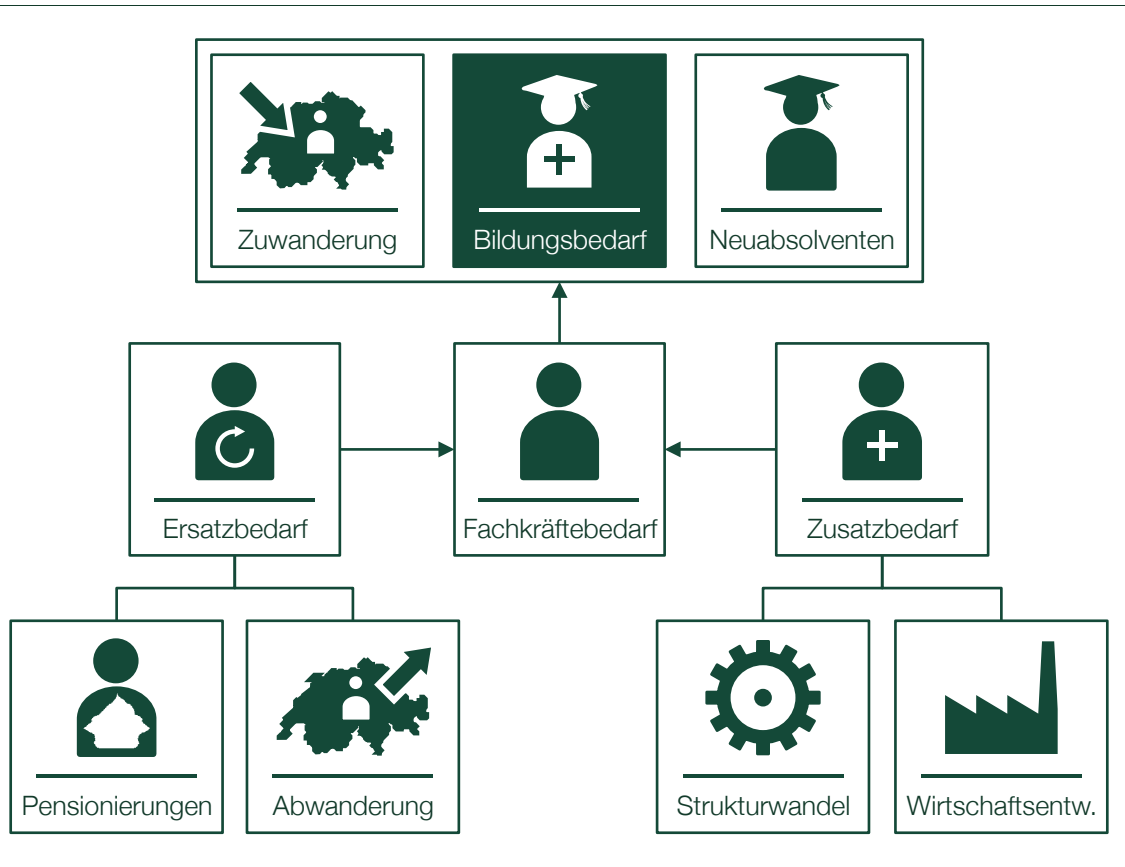 Zuwanderung
Bildungsbedarf
Neuabsolventen
Ersatzbedarf
Fachkräftebedarf
Zusatzbedarf
Pensionierungen
Abwanderung
Strukturwandel
Wirtschaftsentw.